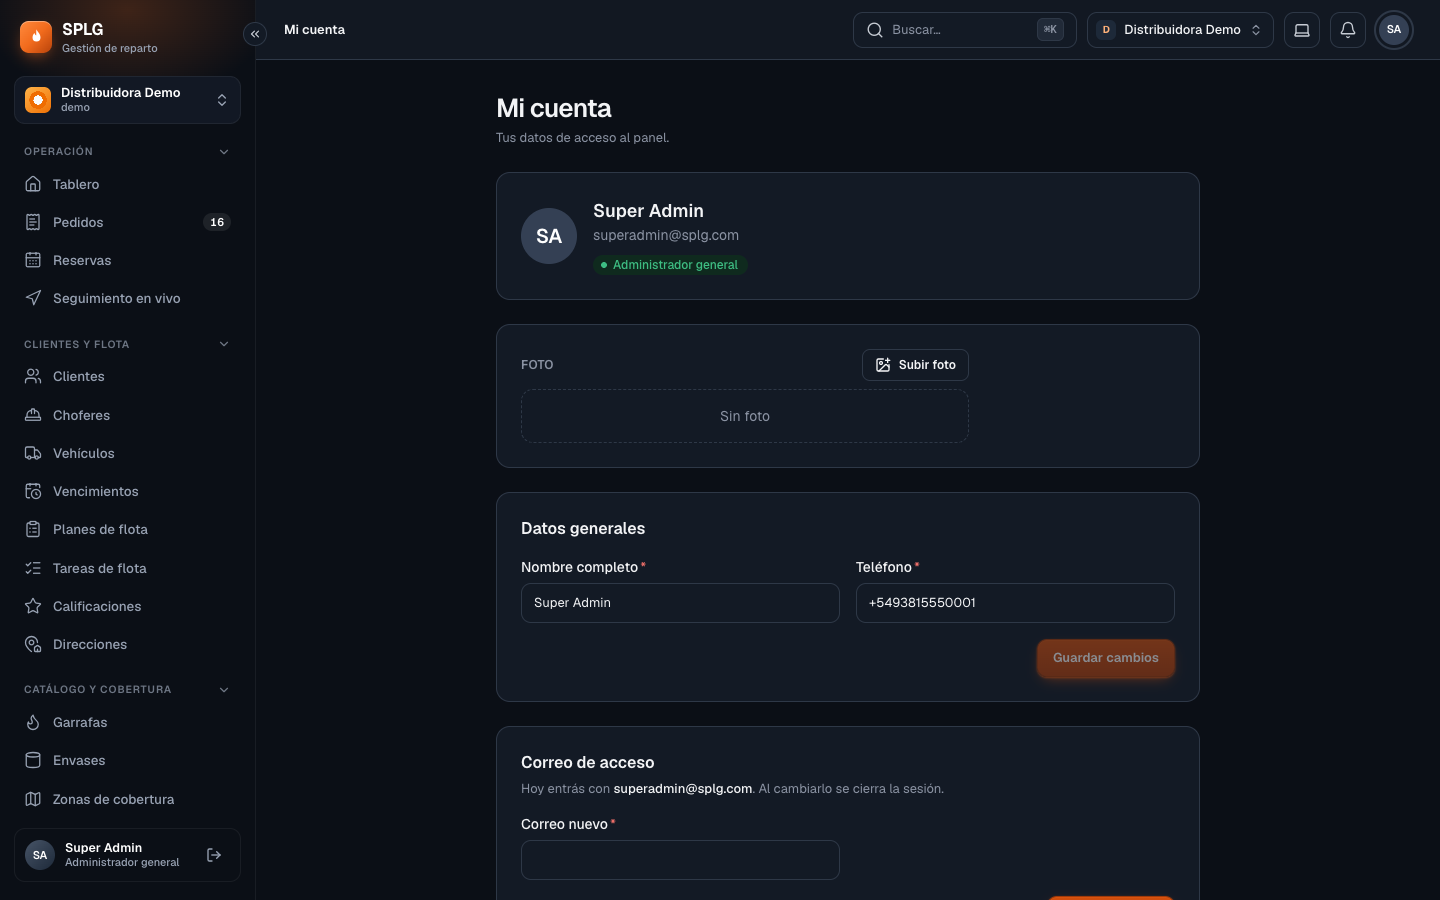 SPLG
Gestión de reparto
Distribuidora Demo
demo
OPERACIÓN
Tablero
Pedidos 16
Reservas
Seguimiento en vivo
CLIENTES Y FLOTA
Clientes
Choferes
Vehículos
Vencimientos
Planes de flota
Tareas de flota
Calificaciones
Direcciones
CATÁLOGO Y COBERTURA
Garrafas
Envases
Zonas de cobertura
SA
Super Admin
Administrador general
Mi cuenta
Buscar... ⌘K
D Distribuidora Demo
SA
Mi cuenta
Tus datos de acceso al panel.
SA
Super Admin
superadmin@splg.com
Administrador general
FOTO
Subir foto
Sin foto
Datos generales
Nombre completo * Teléfono *
Super Admin +5493815550001
Guardar cambios
Correo de acceso
Hoy entrás con superadmin@splg.com. Al cambiarlo se cierra la sesión.
Correo nuevo *